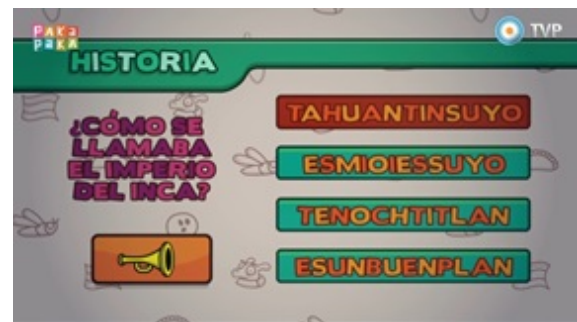 PAKA
PAKA
TVP
HISTORIA
¿CÓMO SE
LLAMABA
EL IMPERIO
DEL INCA?
TAHUANTINSUYO
ESMIOIESSUYO
TENOCHTITLAN
ESUNBUENPLAN